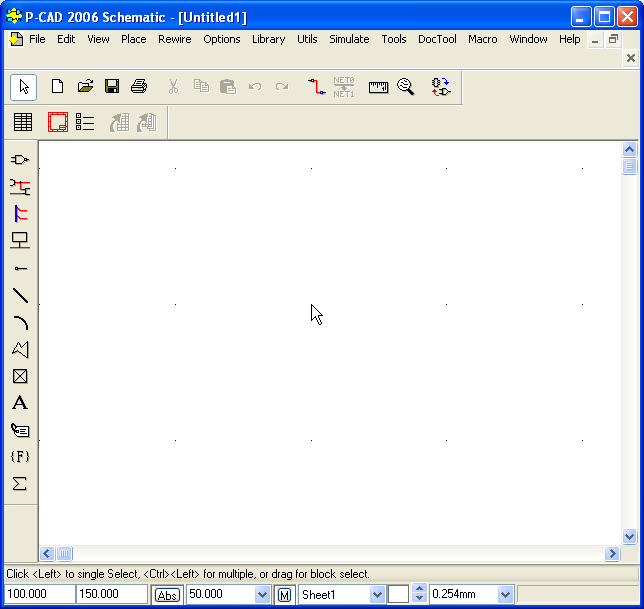 P-CAD 2006 Schematic - [Untitled1]
File Edit View Place Rewire Options Library Utils Simulate Tools DocTool Macro Window Help
NET0
NET1
A
{F}
Σ
Click <Left> to single Select, <Ctrl><Left> for multiple, or drag for block select.
100.000 150.000 Abs 50.000 M Sheet1 0.254mm